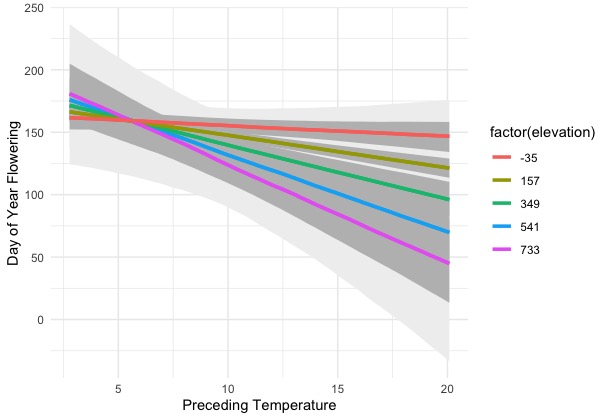 250
200
150
100
50
0
Day of Year Flowering
5 10 15 20
Preceding Temperature
factor(elevation)
-35
157
349
541
733